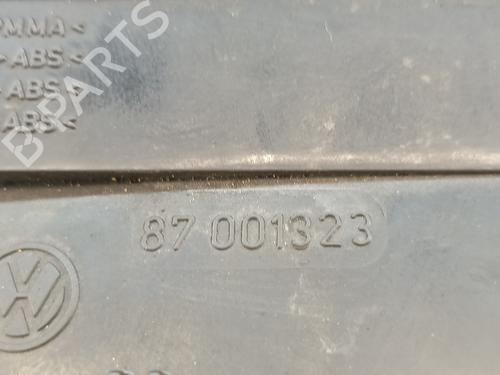 PMMA<
>ABS<
>ABS<
ABS<
BPARTS
87 001323